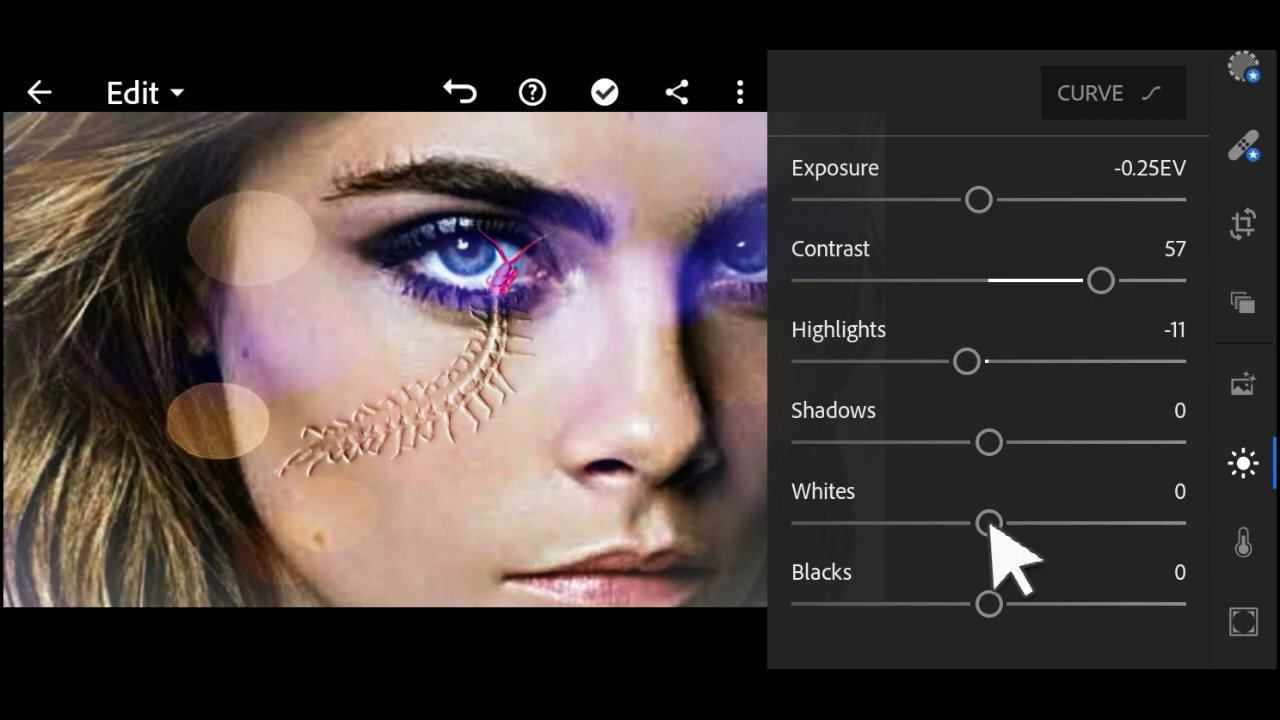 Edit
CURVE
Exposure -0.25EV
Contrast 57
Highlights -11
Shadows 0
Whites 0
Blacks 0